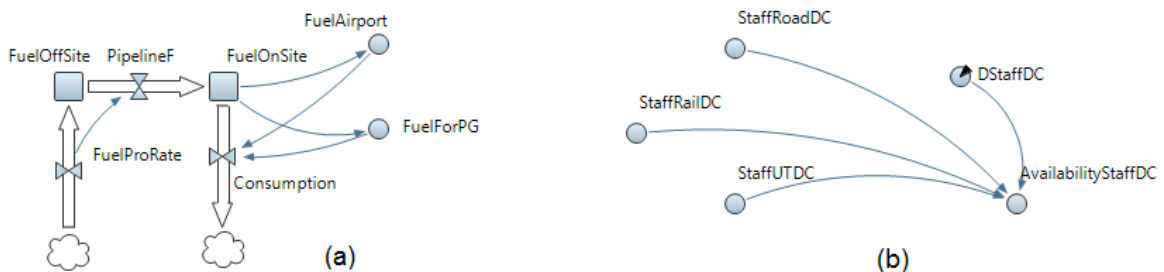 FuelAirport
FuelOffSite PipelineF FuelOnSite
FuelForPG
FuelProRate
Consumption
(a)
StaffRoadDC
DStaffDC
StaffRailDC
StaffUTDC AvailabilityStaffDC
(b)